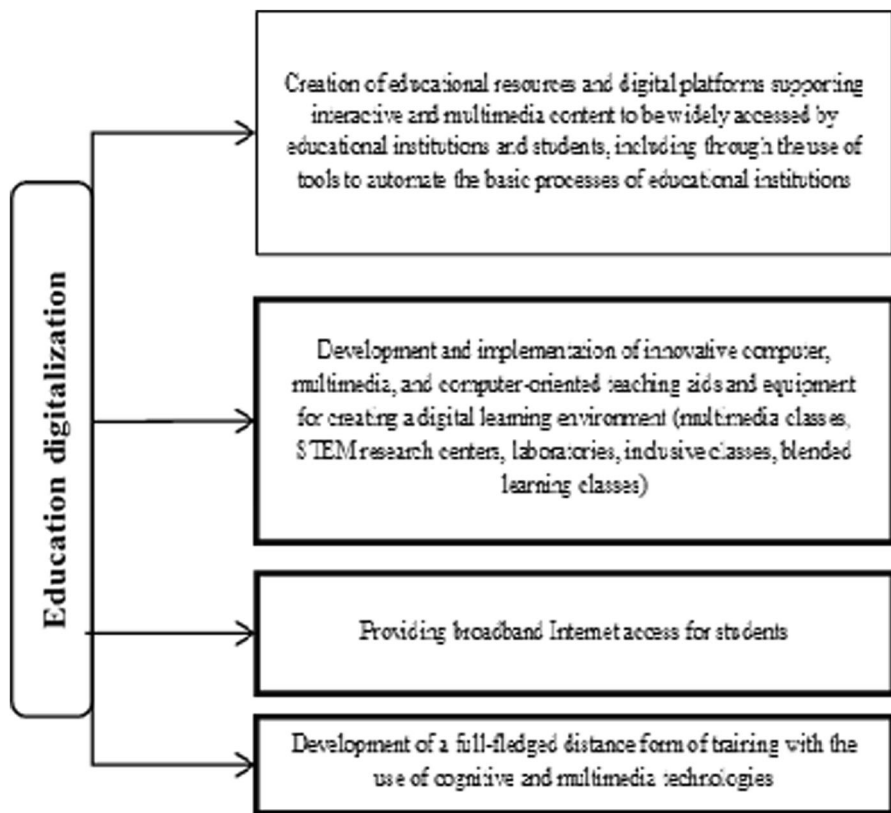 Education digitalization
Creation of educational resources and digital platforms supporting
interactive and multimedia content to be widely accessed by
educational institutions and students, including through the use of
tools to automate the basic processes of educational institutions
Development and implementation of innovative computer,
multimedia, and computer-oriented teaching aids and equipment
for creating a digital learning environment (multimedia classes,
STEM research centers, laboratories, inclusive classes, blended
learning classes)
Providing broadband Internet access for students
Development of a full-fledged distance form of training with the
use of cognitive and multimedia technologies